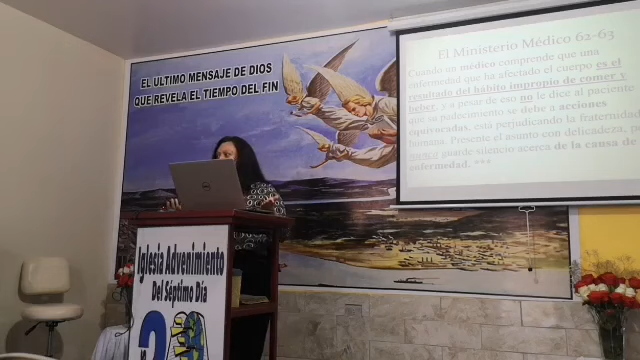 EL ULTIMO MENSAJE DE DIOS
QUE REVELA EL TIEMPO DEL FIN
El Ministerio Médico 62-63
Cuando un médico comprende que una
enfermedad que ha afectado el cuerpo es el
resultado del hábito impropio de comer y
beber, y a pesar de eso no le dice al paciente
que su padecimiento se debe a acciones
equivocadas, está perjudicando la fraternidad
humana. Presente el asunto con delicadeza, p
nunca guarde silencio acerca de la causa de
enfermedad. ***
DELL
Iglesia Advenimiento
Del Séptimo Día